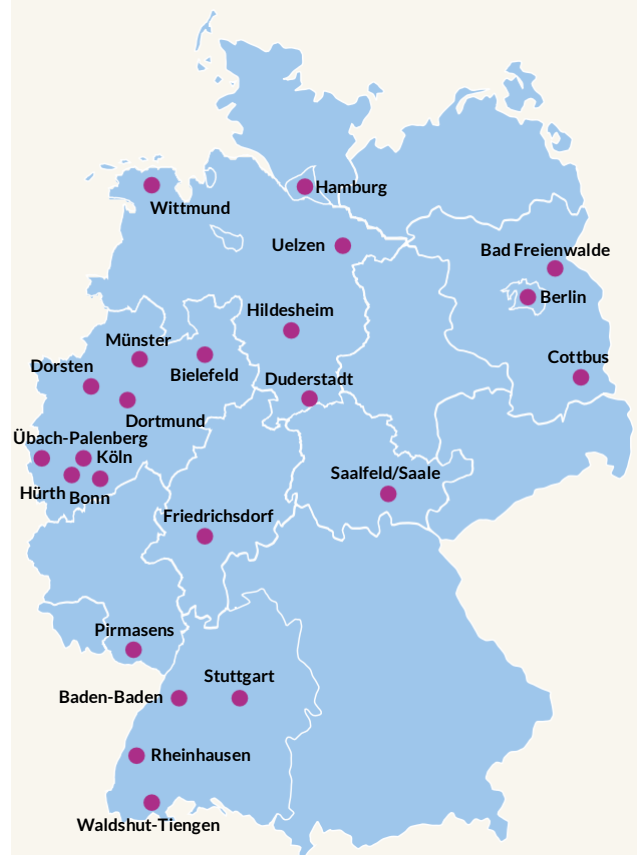 Hamburg
Wittmund
Uelzen
Bad Freienwalde
Berlin
Hildesheim
Münster
Cottbus
Dorsten
Bielefeld
Duderstadt
Dortmund
Übach-Palenberg
Köln
Saalfeld/Saale
Hürth
Bonn
Friedrichsdorf
Pirmasens
Stuttgart
Baden-Baden
Rheinhausen
Waldshut-Tiengen